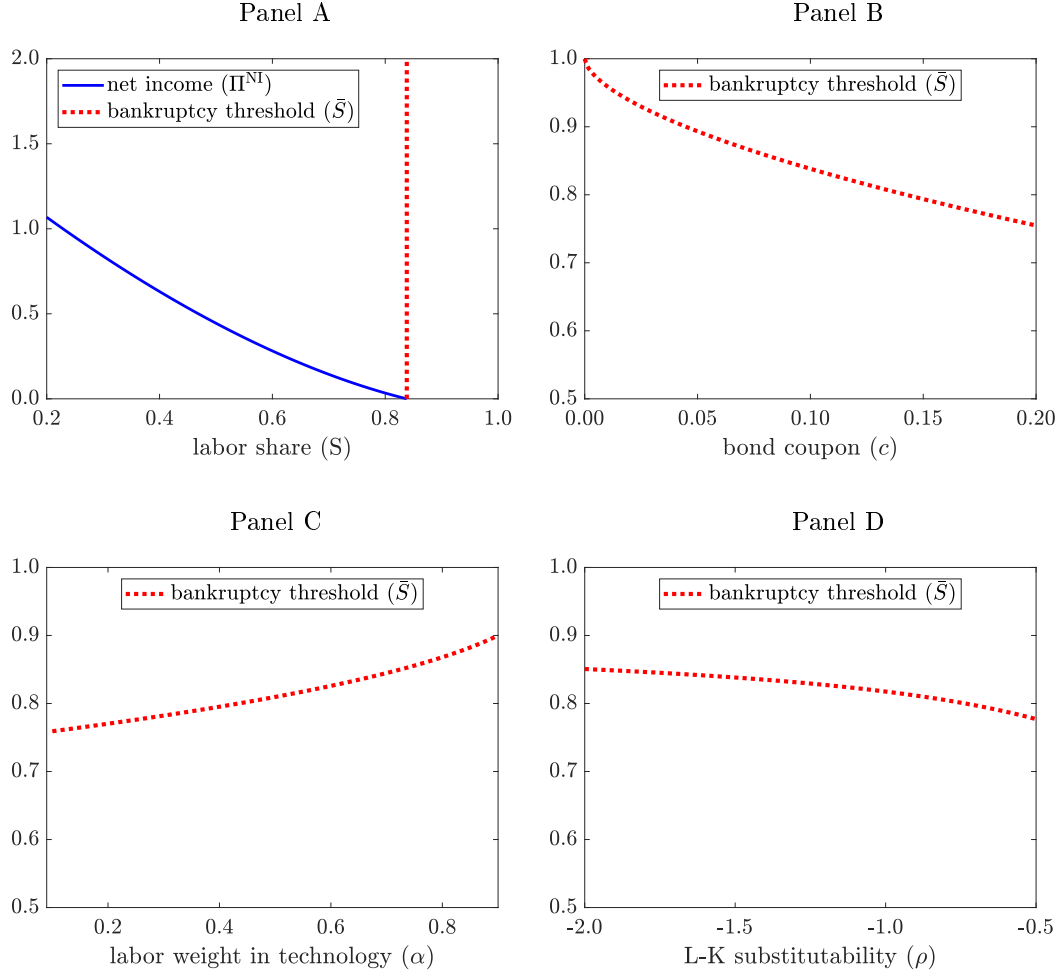 Panel A
2.0
1.5
1.0
0.5
0.0
net income (Π^NI)
bankruptcy threshold (S̄)
0.2 0.4 0.6 0.8 1.0
labor share (S)
Panel B
1.0
0.9
0.8
0.7
0.6
0.5
bankruptcy threshold (S̄)
0.00 0.05 0.10 0.15 0.20
bond coupon (c)
Panel C
1.0
0.9
0.8
0.7
0.6
0.5
bankruptcy threshold (S̄)
0.2 0.4 0.6 0.8
labor weight in technology (α)
Panel D
1.0
0.9
0.8
0.7
0.6
0.5
bankruptcy threshold (S̄)
-2.0 -1.5 -1.0 -0.5
L-K substitutability (ρ)